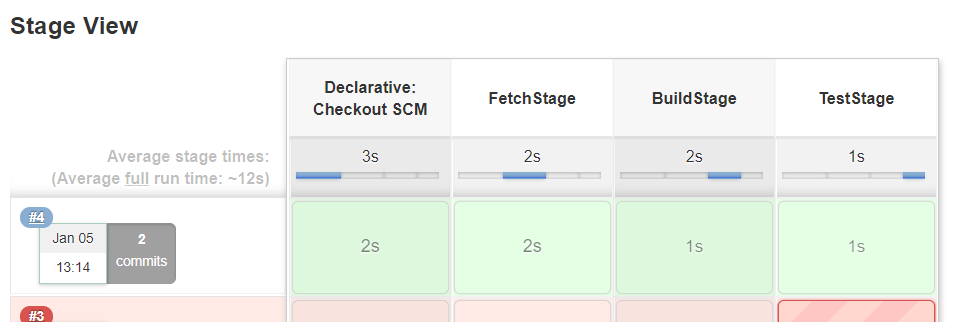 Stage View
Declarative:
Checkout SCM
FetchStage
BuildStage
TestStage
Average stage times:
(Average full run time: ~12s)
3s
2s
2s
1s
#4
Jan 05
13:14
2
commits
2s
2s
1s
1s
#3